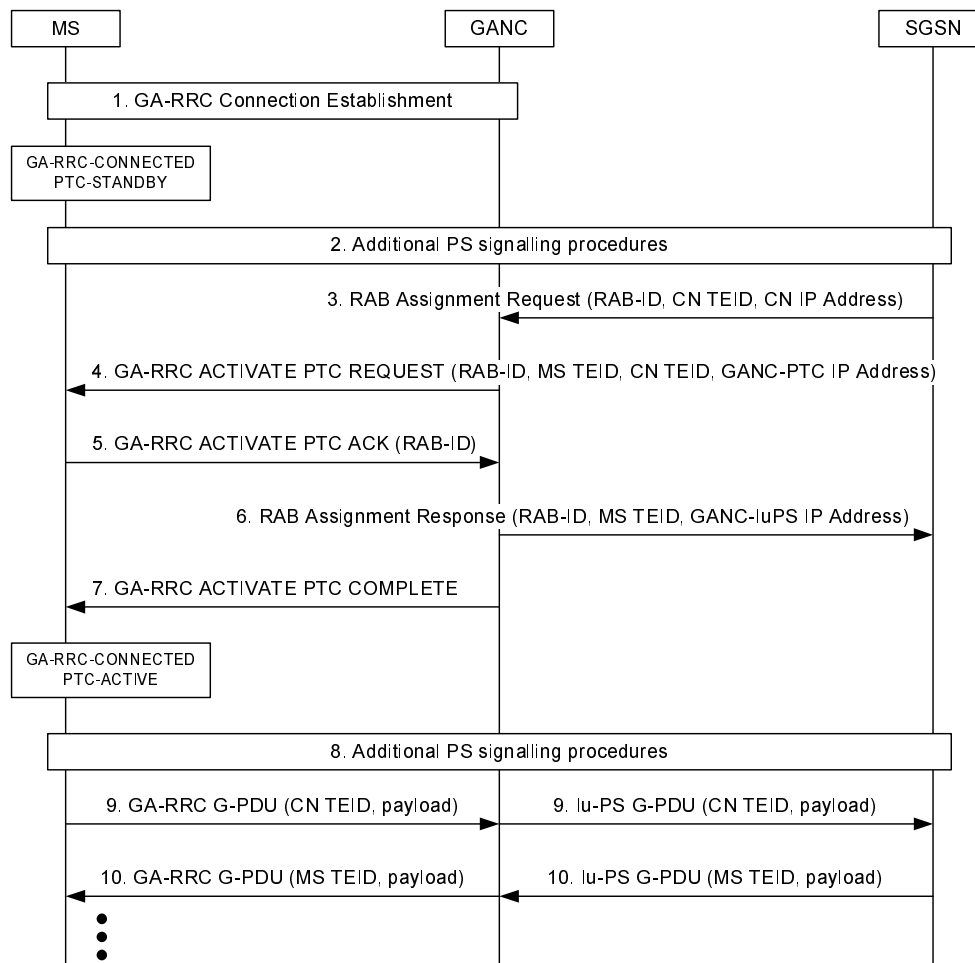 MS
GANC
SGSN
1. GA-RRC Connection Establishment
GA-RRC-CONNECTED
PTC-STANDBY
2. Additional PS signalling procedures
3. RAB Assignment Request (RAB-ID, CN TEID, CN IP Address)
4. GA-RRC ACTIVATE PTC REQUEST (RAB-ID, MS TEID, CN TEID, GANC-PTC IP Address)
5. GA-RRC ACTIVATE PTC ACK (RAB-ID)
6. RAB Assignment Response (RAB-ID, MS TEID, GANC-IuPS IP Address)
7. GA-RRC ACTIVATE PTC COMPLETE
GA-RRC-CONNECTED
PTC-ACTIVE
8. Additional PS signalling procedures
9. GA-RRC G-PDU (CN TEID, payload)
9. Iu-PS G-PDU (CN TEID, payload)
10. GA-RRC G-PDU (MS TEID, payload)
10. Iu-PS G-PDU (MS TEID, payload)